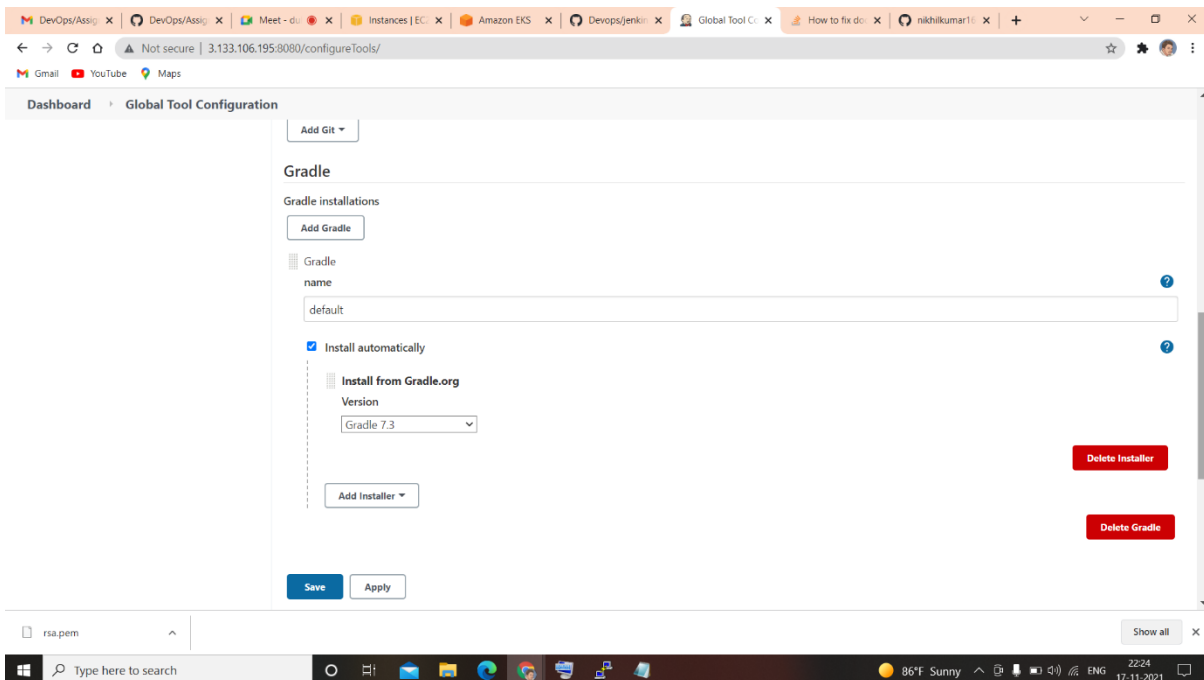 DevOps/Assig
DevOps/Assig
Meet - du
Instances | EC
Amazon EKS
Devops/jenkin
Global Tool Co
How to fix doc
nikhilkumar16
Not secure | 3.133.106.195:8080/configureTools/
Gmail YouTube Maps
Dashboard Global Tool Configuration
Add Git
Gradle
Gradle installations
Add Gradle
Gradle
name
default
Install automatically
Install from Gradle.org
Version
Gradle 7.3
Delete Installer
Add Installer
Delete Gradle
Save Apply
rsa.pem
Show all
Type here to search
86°F Sunny
ENG
22:24
17-11-2021